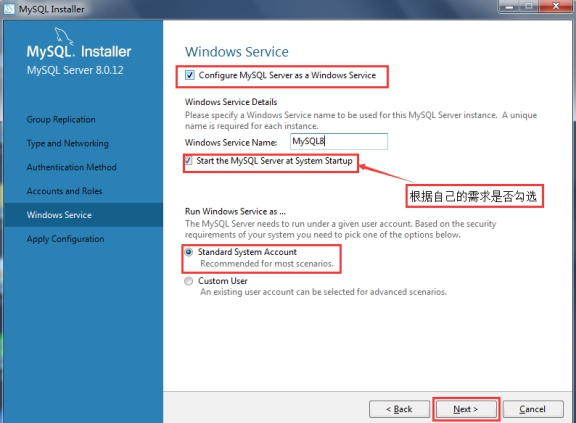 MySQL Installer
MySQL. Installer
MySQL Server 8.0.12
Group Replication
Type and Networking
Authentication Method
Accounts and Roles
Windows Service
Apply Configuration
Windows Service
Configure MySQL Server as a Windows Service
Windows Service Details
Please specify a Windows Service name to be used for this MySQL Server instance. A unique
name is required for each instance.
Windows Service Name: MySQL8
Start the MySQL Server at System Startup
根据自己的需求是否勾选
Run Windows Service as ...
The MySQL Server needs to run under a given user account. Based on the security
requirements of your system you need to pick one of the options below.
Standard System Account
Recommended for most scenarios.
Custom User
An existing user account can be selected for advanced scenarios.
< Back
Next >
Cancel